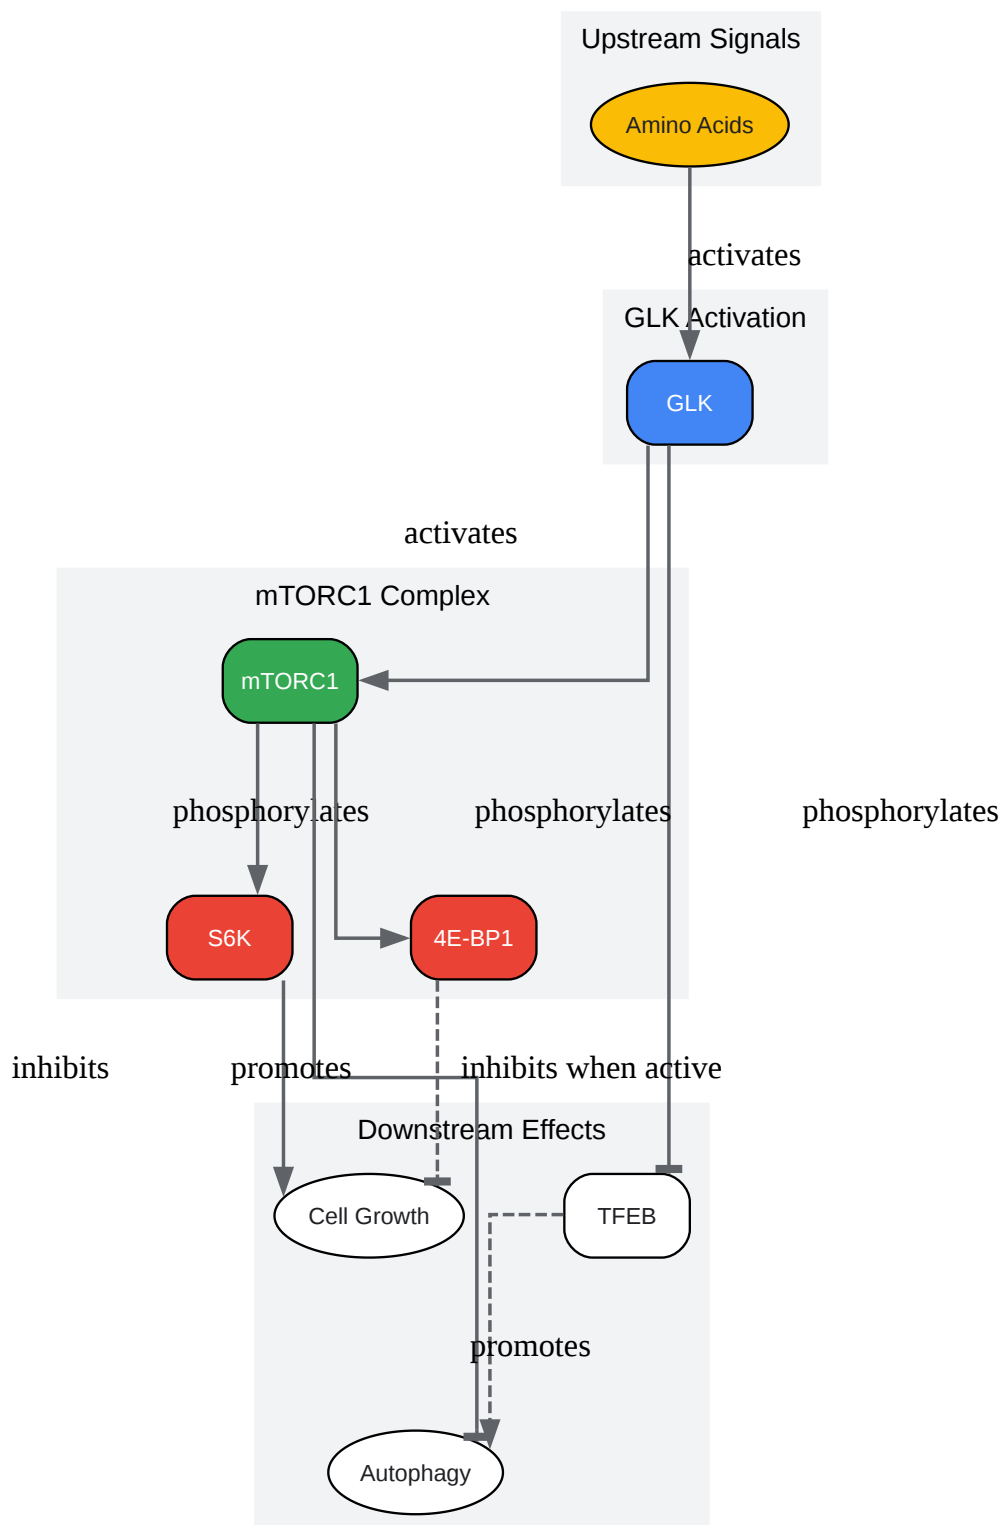 Upstream Signals
Amino Acids
activates
GLK Activation
GLK
activates
mTORC1 Complex
mTORC1
phosphorylates
phosphorylates
phosphorylates
S6K
4E-BP1
inhibits
promotes
inhibits when active
Downstream Effects
Cell Growth
TFEB
promotes
Autophagy